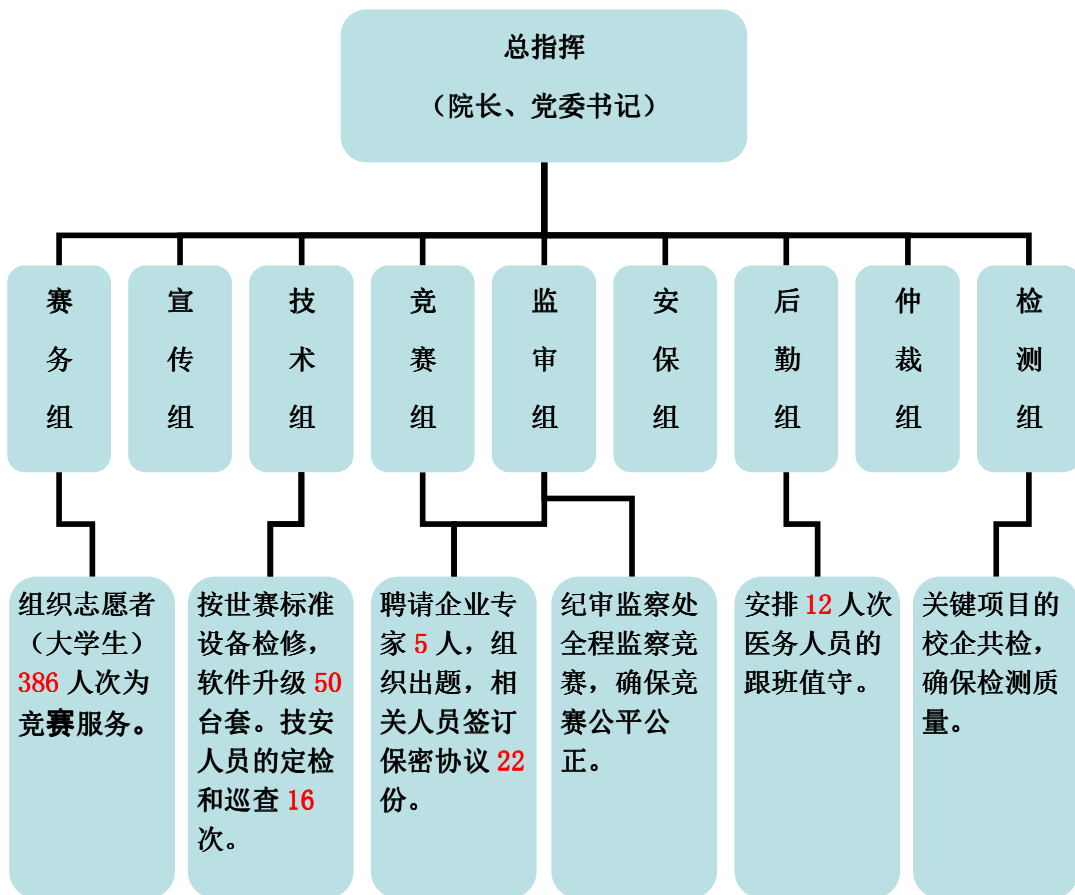 总指挥
（院长、党委书记）
赛务组
宣传组
技术组
竞赛组
监审组
安保组
后勤组
仲裁组
检测组
组织志愿者
（大学生）
386 人次为
竞赛服务。
按世赛标准
设备检修，
软件升级 50
台套。技安
人员的定检
和巡查 16
次。
聘请企业专
家 5 人，组
织出题，相
关人员签订
保密协议 22
份。
纪审监察处
全程监察竞
赛，确保竞
赛公平公
正。
安排 12 人次
医务人员的
跟班值守。
关键项目的
校企共检，
确保检测质
量。